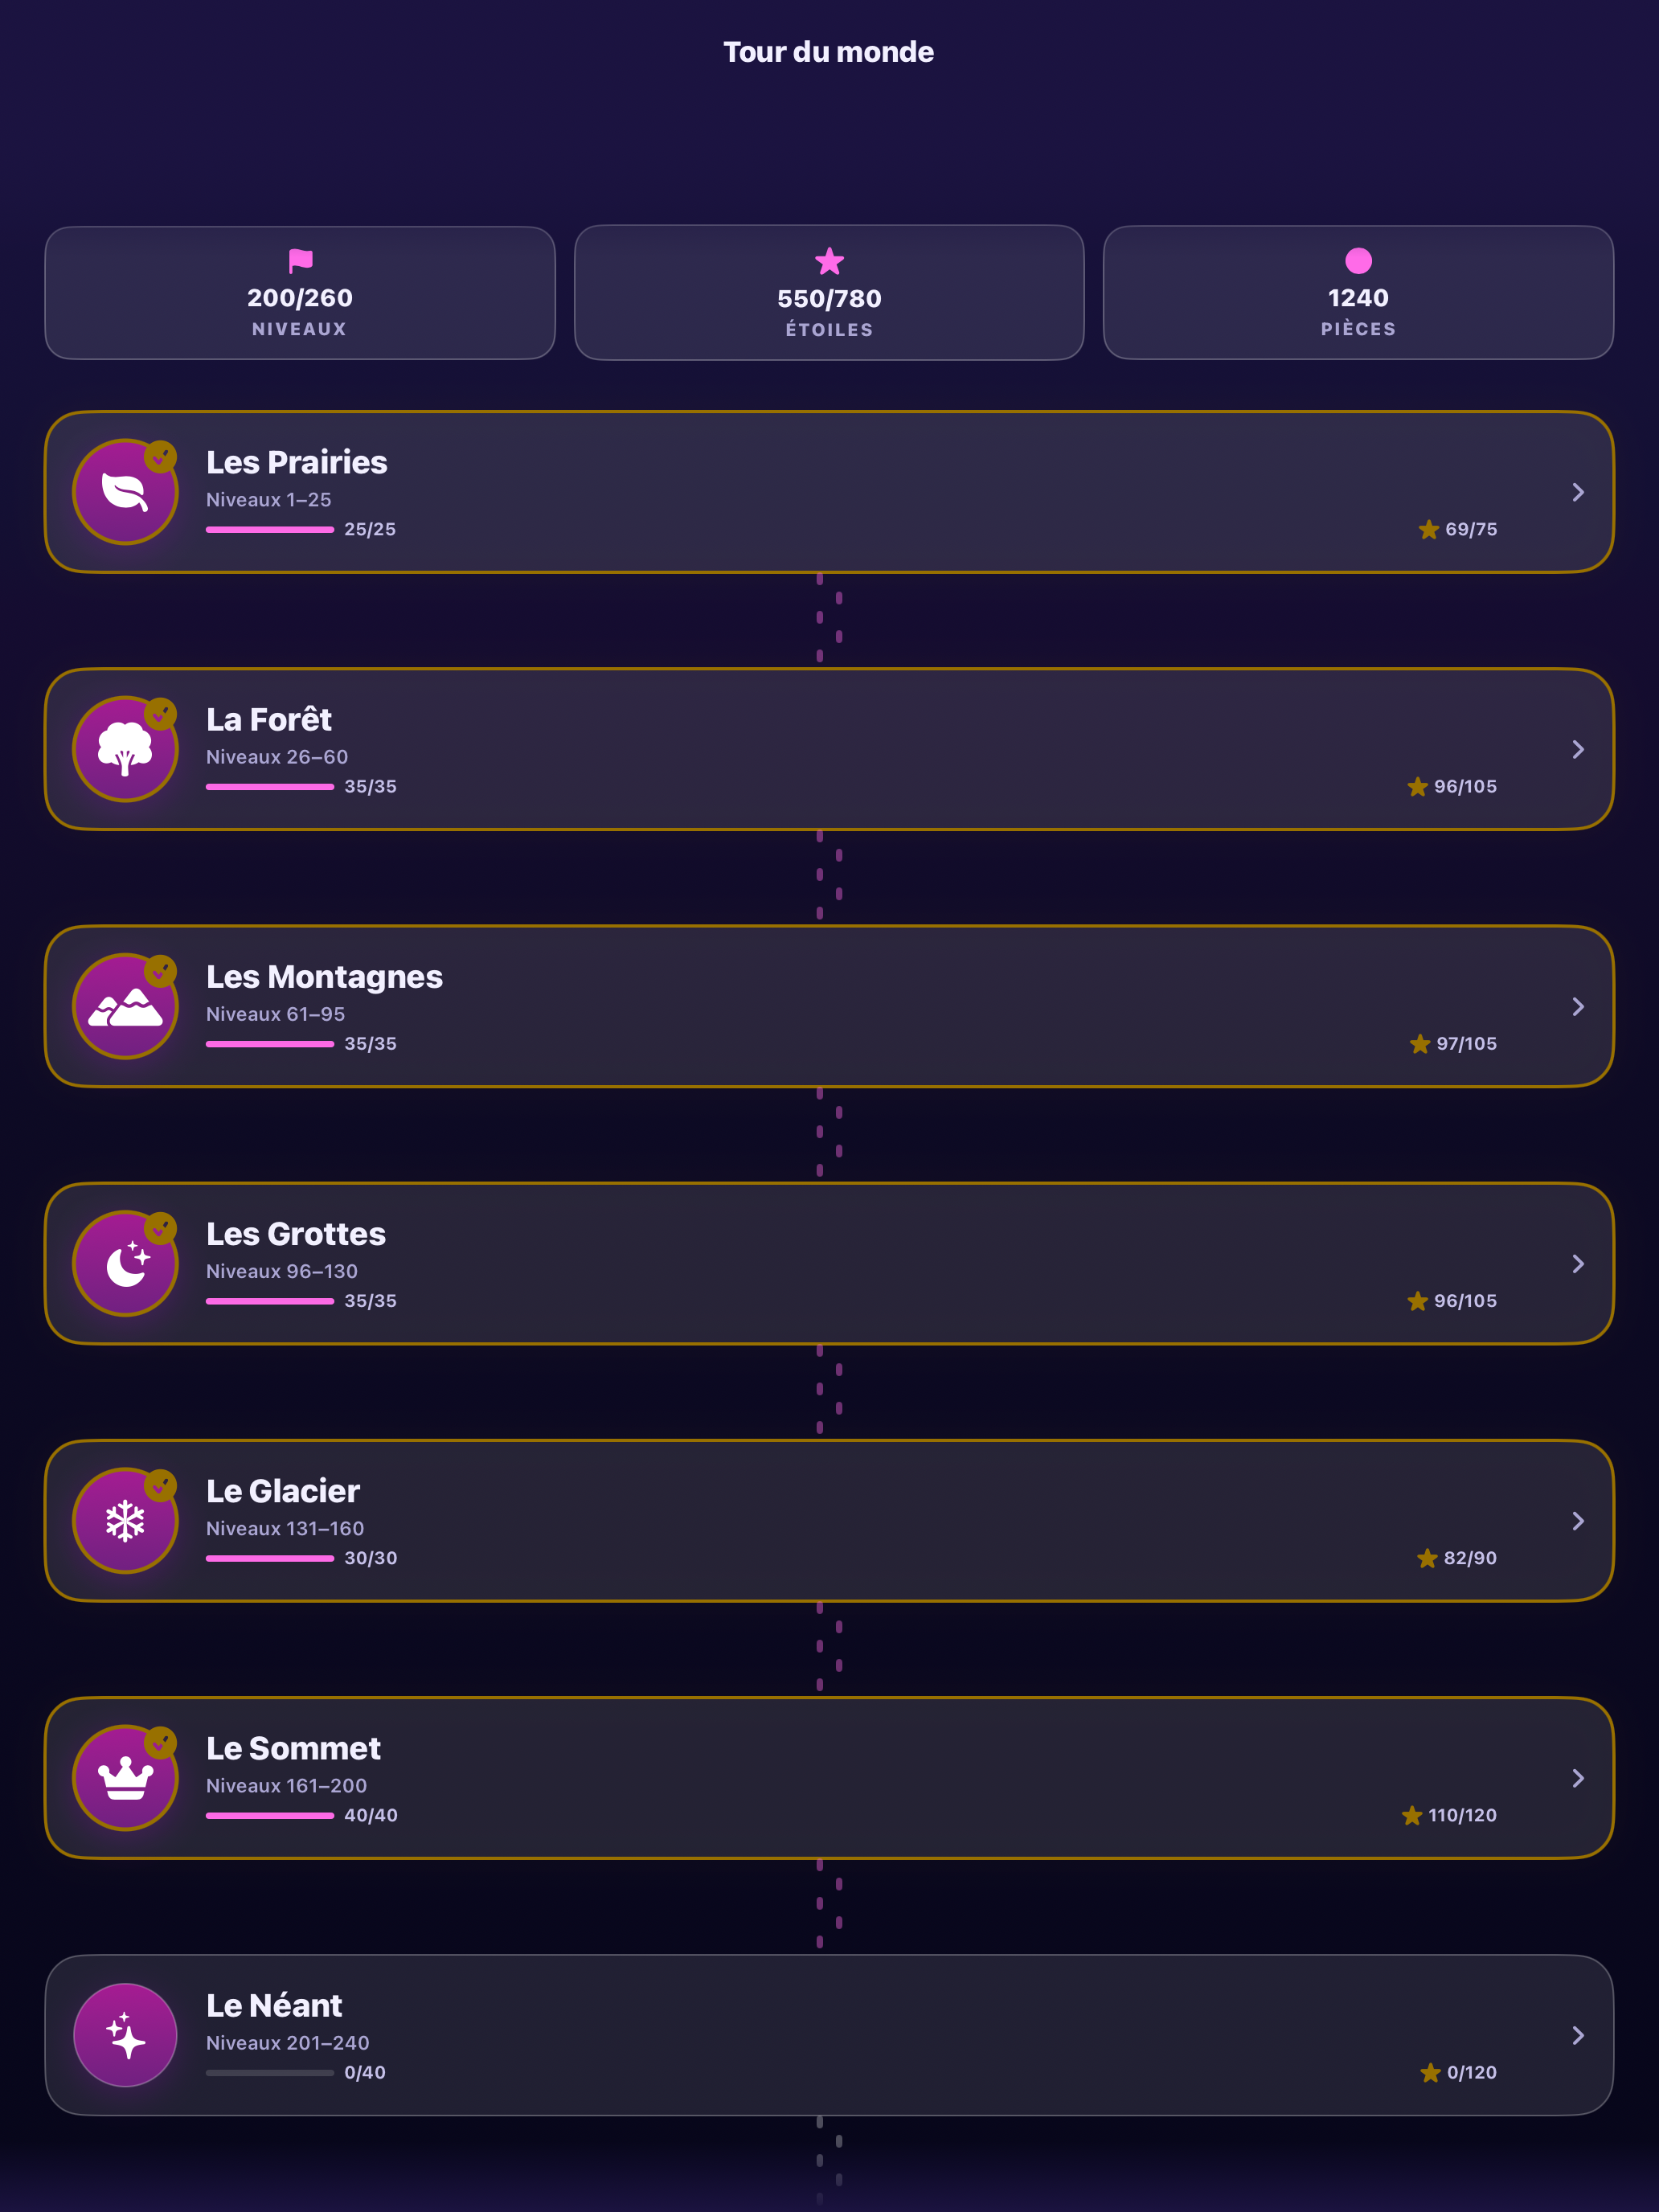 Tour du monde
200/260
NIVEAUX
550/780
ÉTOILES
1240
PIÈCES
Les Prairies
Niveaux 1–25
25/25
69/75
La Forêt
Niveaux 26–60
35/35
96/105
Les Montagnes
Niveaux 61–95
35/35
97/105
Les Grottes
Niveaux 96–130
35/35
96/105
Le Glacier
Niveaux 131–160
30/30
82/90
Le Sommet
Niveaux 161–200
40/40
110/120
Le Néant
Niveaux 201–240
0/40
0/120